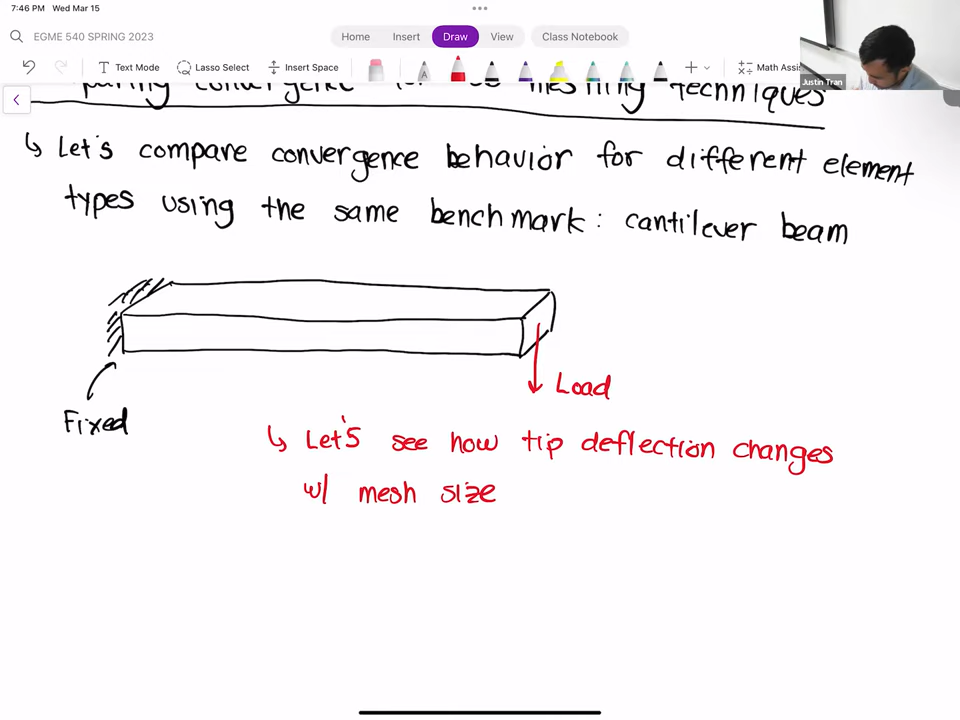 7:46 PM Wed Mar 15
EGME 540 SPRING 2023
Home Insert Draw View Class Notebook
Text Mode Lasso Select Insert Space Math Assis
Justin Tran
convergence meshing techniques
↳ Let's compare convergence behavior for different element
types using the same benchmark: cantilever beam
Load
Fixed
↳ Let's see how tip deflection changes
w/ mesh size